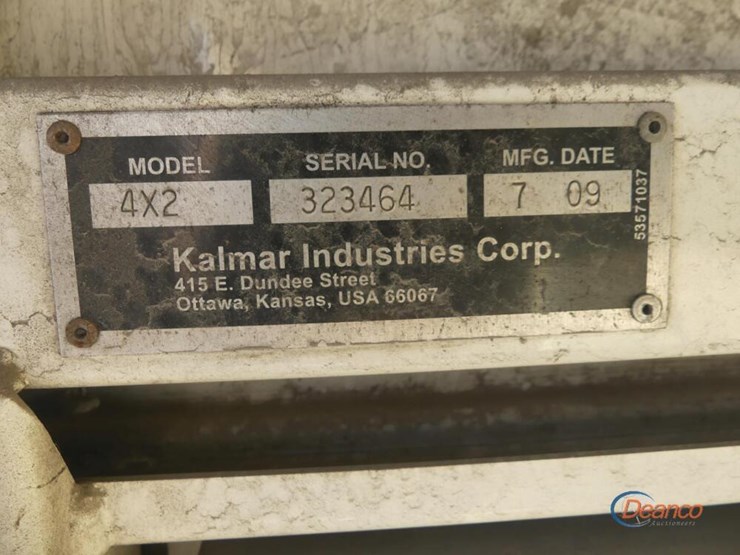 MODEL SERIAL NO. MFG. DATE
4X2 323464 7 09
53571037
Kalmar Industries Corp.
415 E. Dundee Street
Ottawa, Kansas, USA 66067
Deanco
Auctioneers